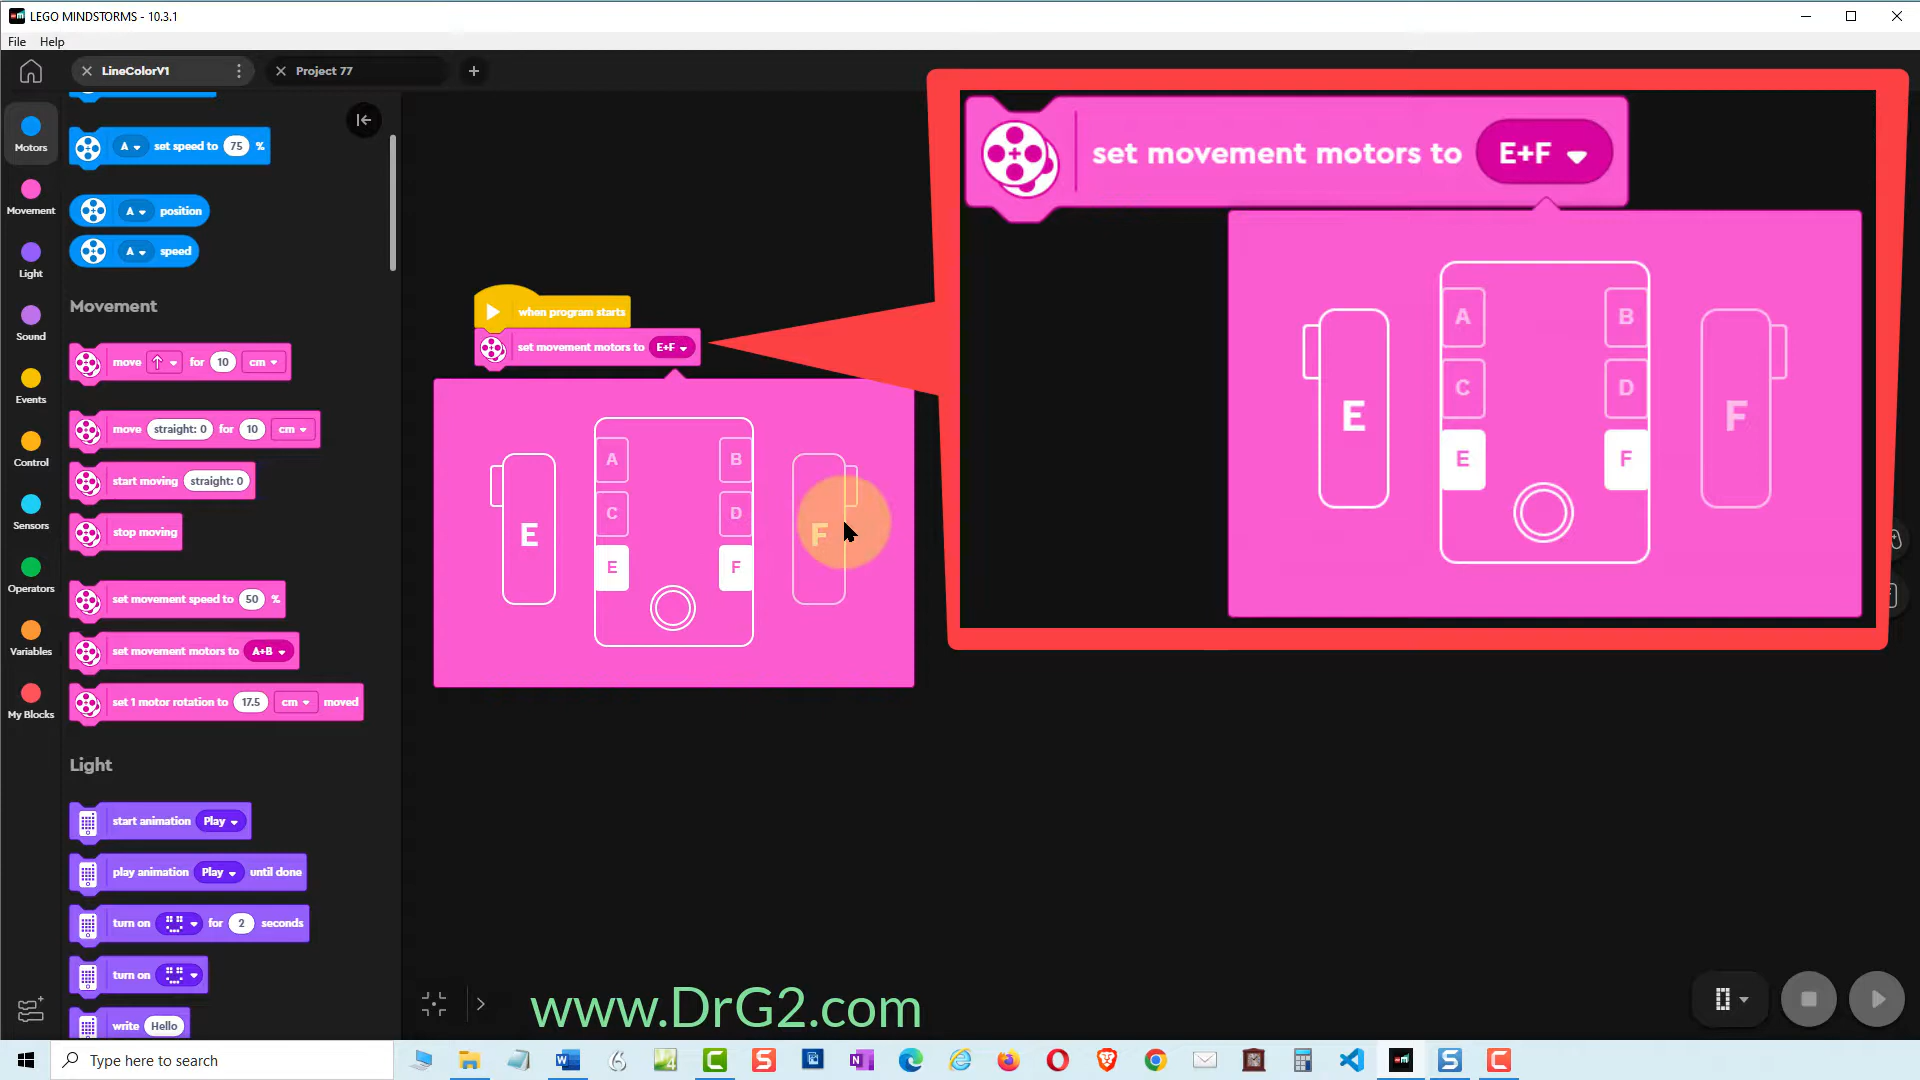 LEGO MINDSTORMS - 10.3.1
File Help
LineColorV1
Project 77
Motors
Movement
Light
Sound
Events
Control
Sensors
Operators
Variables
My Blocks
A set speed to 75 %
A position
A speed
Movement
move for 10 cm
move straight: 0 for 10 cm
start moving straight: 0
stop moving
set movement speed to 50 %
set movement motors to A+B
set 1 motor rotation to 17.5 cm moved
Light
start animation Play
play animation Play until done
turn on for 2 seconds
turn on
write Hello
when program starts
set movement motors to E+F
A B
C D
E E F F
set movement motors to E+F
A B
C D
E E F F
www.DrG2.com
Type here to search